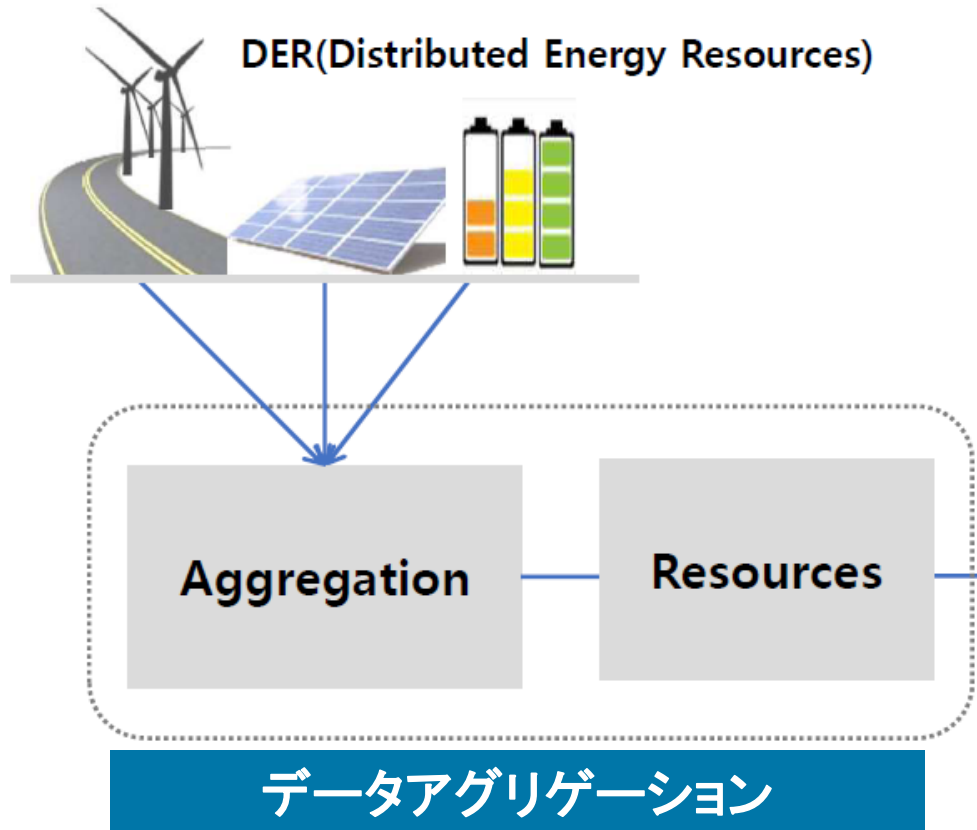 DER(Distributed Energy Resources)
Aggregation
Resources
データアグリゲーション